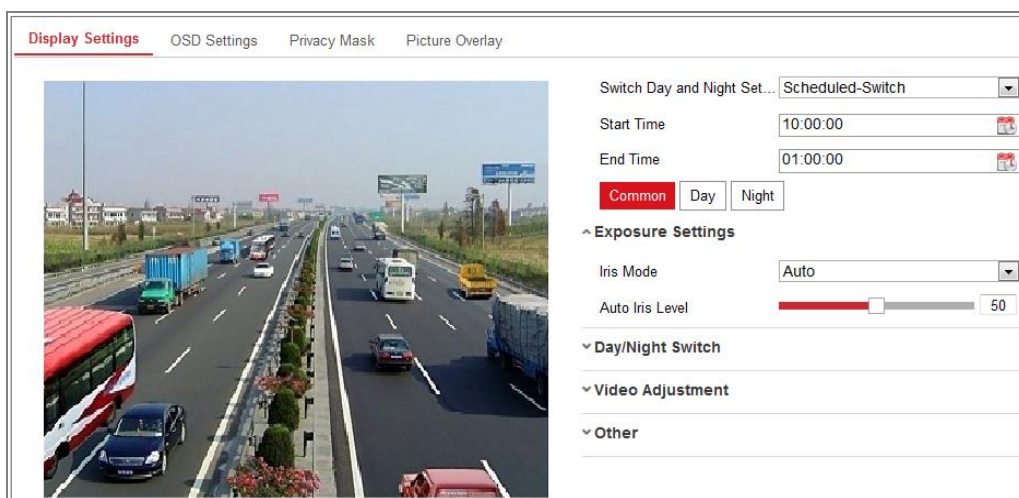 Display Settings OSD Settings Privacy Mask Picture Overlay
Switch Day and Night Set... Scheduled-Switch
Start Time 10:00:00
End Time 01:00:00
Common Day Night
Exposure Settings
Iris Mode Auto
Auto Iris Level 50
Day/Night Switch
Video Adjustment
Other